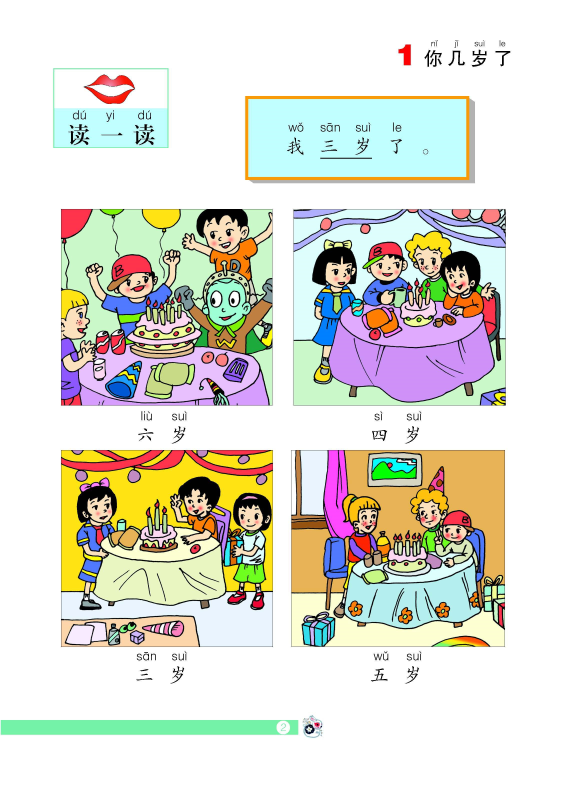 nǐ jǐ suì le
1 你几岁了
dú yi dú
读一读
wǒ sān suì le
我三岁了。
liù suì
六岁
sì suì
四岁
sān suì
三岁
wǔ suì
五岁
2